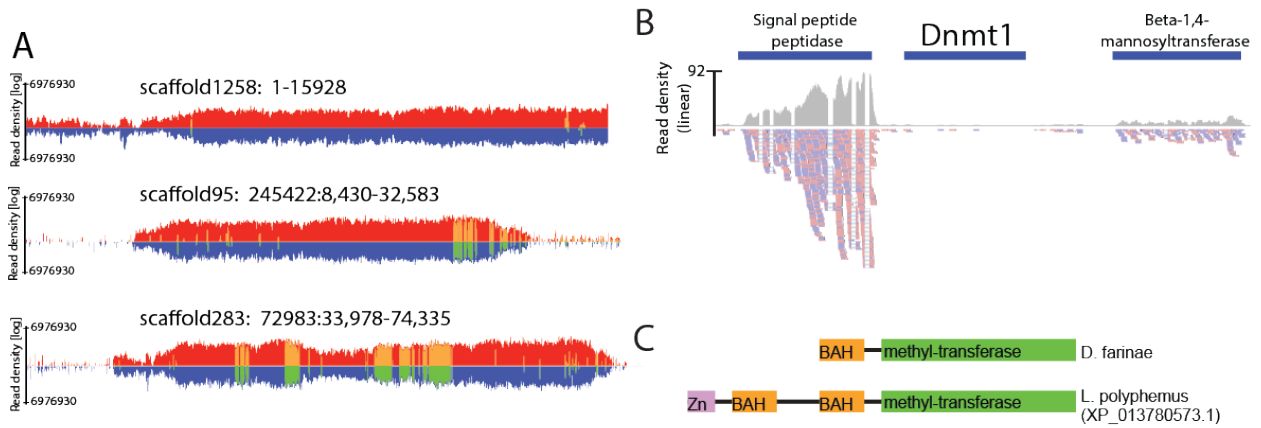 A
scaffold1258: 1-15928
Read density [log]
6976930
6976930
scaffold95: 245422:8,430-32,583
Read density [log]
6976930
6976930
scaffold283: 72983:33,978-74,335
Read density [log]
6976930
6976930
B
Signal peptide
peptidase
Dnmt1
Beta-1,4-
mannosyltransferase
Read density
(linear)
92
C
BAH
methyl-transferase
D. farinae
Zn
BAH
BAH
methyl-transferase
L. polyphemus
(XP_013780573.1)